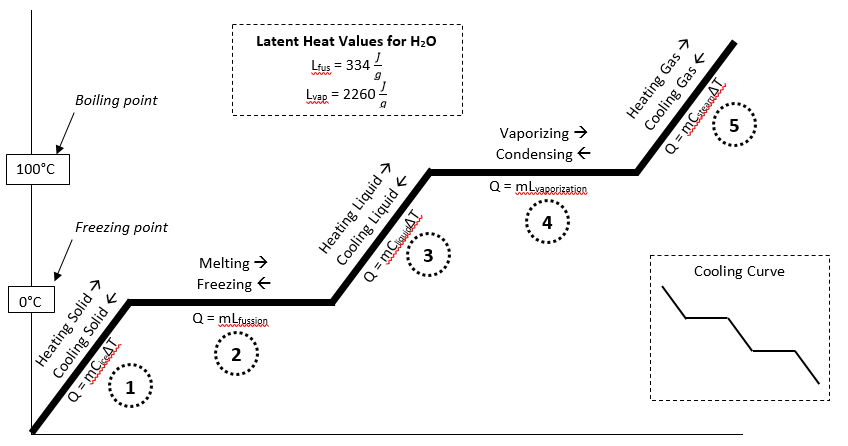 Latent Heat Values for H₂O
Lfus = 334 J/g
Lvap = 2260 J/g
Boiling point
100°C
Freezing point
0°C
Heating Solid →
Cooling Solid ←
Q = mCiceΔT
1
Melting →
Freezing ←
Q = mLfussion
2
Heating Liquid →
Cooling Liquid ←
Q = mCliquidΔT
3
Vaporizing →
Condensing ←
Q = mLvaporization
4
Heating Gas →
Cooling Gas ←
Q = mCsteamΔT
5
Cooling Curve